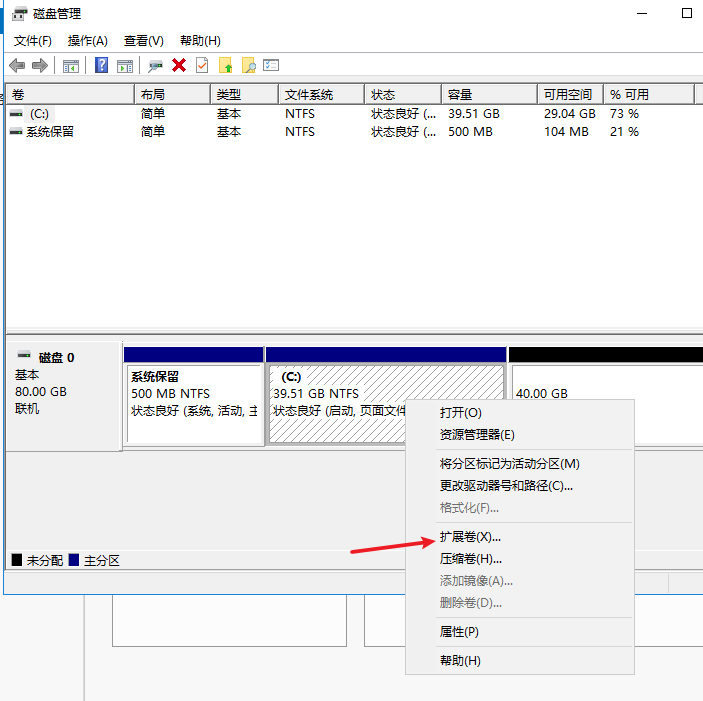 磁盘管理
文件(F) 操作(A) 查看(V) 帮助(H)
卷 布局 类型 文件系统 状态 容量 可用空间 % 可用
(C:) 简单 基本 NTFS 状态良好 (... 39.51 GB 29.04 GB 73 %
系统保留 简单 基本 NTFS 状态良好 (... 500 MB 104 MB 21 %
磁盘 0
基本
80.00 GB
联机
系统保留
500 MB NTFS
状态良好 (系统, 活动, 主
(C:)
39.51 GB NTFS
状态良好 (启动, 页面文件
40.00 GB
打开(O)
资源管理器(E)
将分区标记为活动分区(M)
更改驱动器号和路径(C)...
格式化(F)...
扩展卷(X)...
压缩卷(H)...
添加镜像(A)...
删除卷(D)...
属性(P)
帮助(H)
未分配 主分区